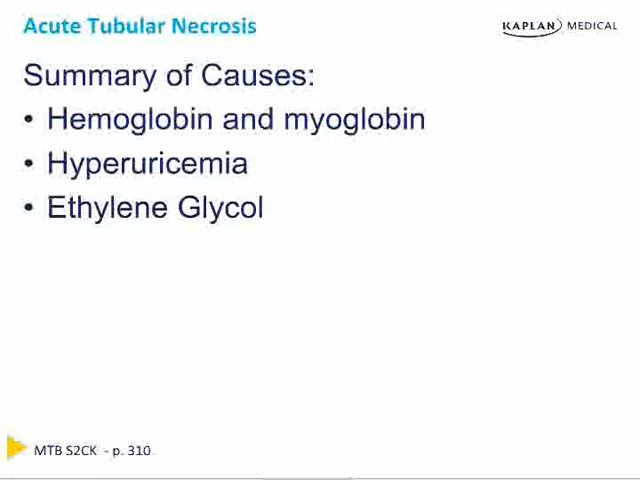 Acute Tubular Necrosis
KAPLAN MEDICAL
Summary of Causes:
• Hemoglobin and myoglobin
• Hyperuricemia
• Ethylene Glycol
MTB S2CK - p. 310